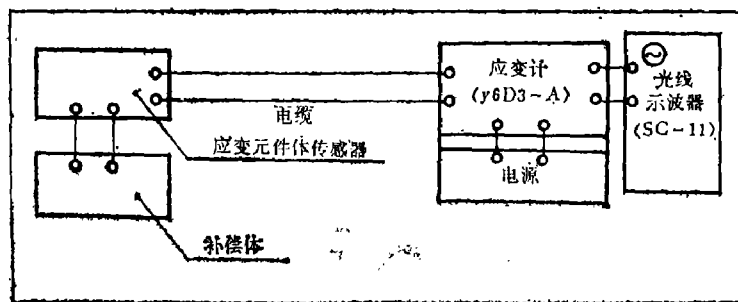 应变计
(y6D3~A)
光线
示波器
(SC-11)
电缆
应变元件体传感器
电源
补偿体